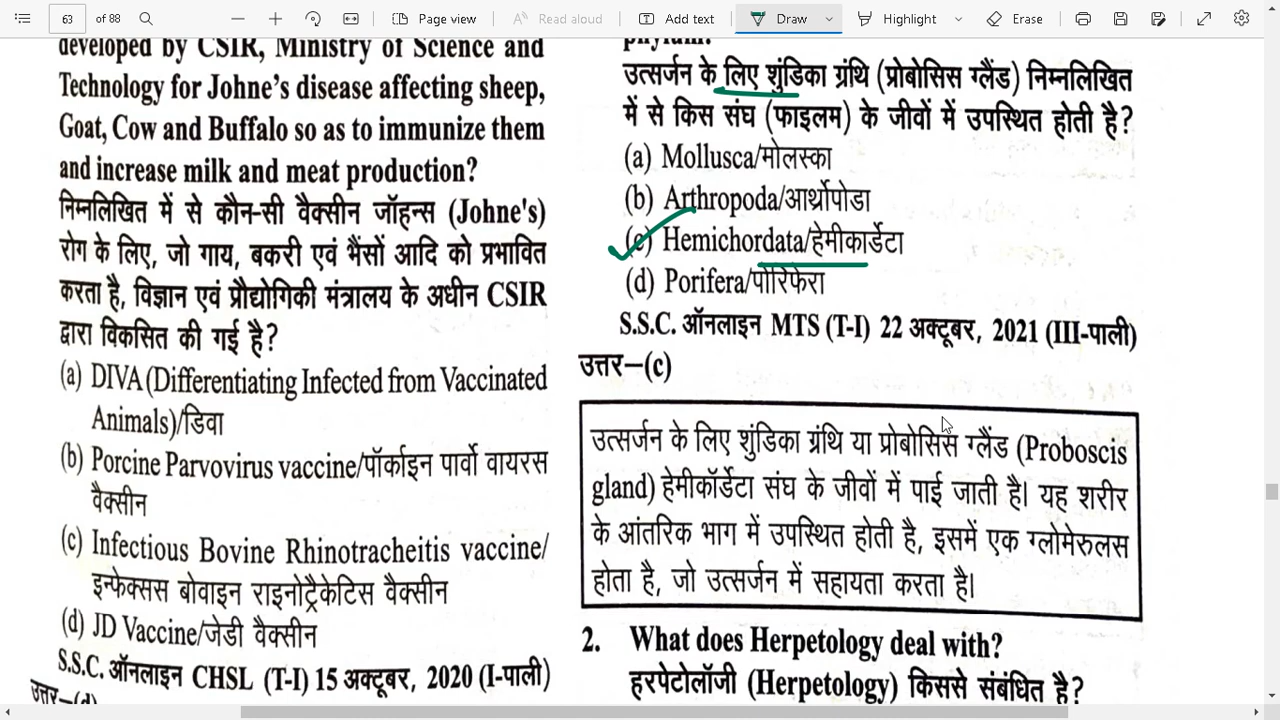 63
of 88
Page view
Read aloud
Add text
Draw
Highlight
Erase
developed by CSIR, Ministry of Science and
Technology for Johne's disease affecting sheep,
Goat, Cow and Buffalo so as to immunize them
and increase milk and meat production?
निम्नलिखित में से कौन-सी वैक्सीन जॉहन्स (Johne's)
रोग के लिए, जो गाय, बकरी एवं भैंसों आदि को प्रभावित
करता है, विज्ञान एवं प्रौद्योगिकी मंत्रालय के अधीन CSIR
द्वारा विकसित की गई है?
(a) DIVA (Differentiating Infected from Vaccinated
Animals)/डिवा
(b) Porcine Parvovirus vaccine/पॉर्काइन पार्वो वायरस
वैक्सीन
(c) Infectious Bovine Rhinotracheitis vaccine/
इन्फेक्सस बोवाइन राइनोट्रैकेटिस वैक्सीन
(d) JD Vaccine/जेडी वैक्सीन
S.S.C. ऑनलाइन CHSL (T-I) 15 अक्टूबर, 2020 (I-पाली)
उत्तर–(d)
phylum?
उत्सर्जन के लिए शुंडिका ग्रंथि (प्रोबोसिस ग्लैंड) निम्नलिखित
में से किस संघ (फाइलम) के जीवों में उपस्थित होती है?
(a) Mollusca/मोलस्का
(b) Arthropoda/आर्थ्रोपोडा
(c) Hemichordata/हेमीकार्डेटा
(d) Porifera/पोरिफेरा
S.S.C. ऑनलाइन MTS (T-I) 22 अक्टूबर, 2021 (III-पाली)
उत्तर–(c)
उत्सर्जन के लिए शुंडिका ग्रंथि या प्रोबोसिस ग्लैंड (Proboscis
gland) हेमीकॉर्डेटा संघ के जीवों में पाई जाती है। यह शरीर
के आंतरिक भाग में उपस्थित होती है, इसमें एक ग्लोमेरुलस
होता है, जो उत्सर्जन में सहायता करता है।
2. What does Herpetology deal with?
हरपेटोलॉजी (Herpetology) किससे संबंधित है?